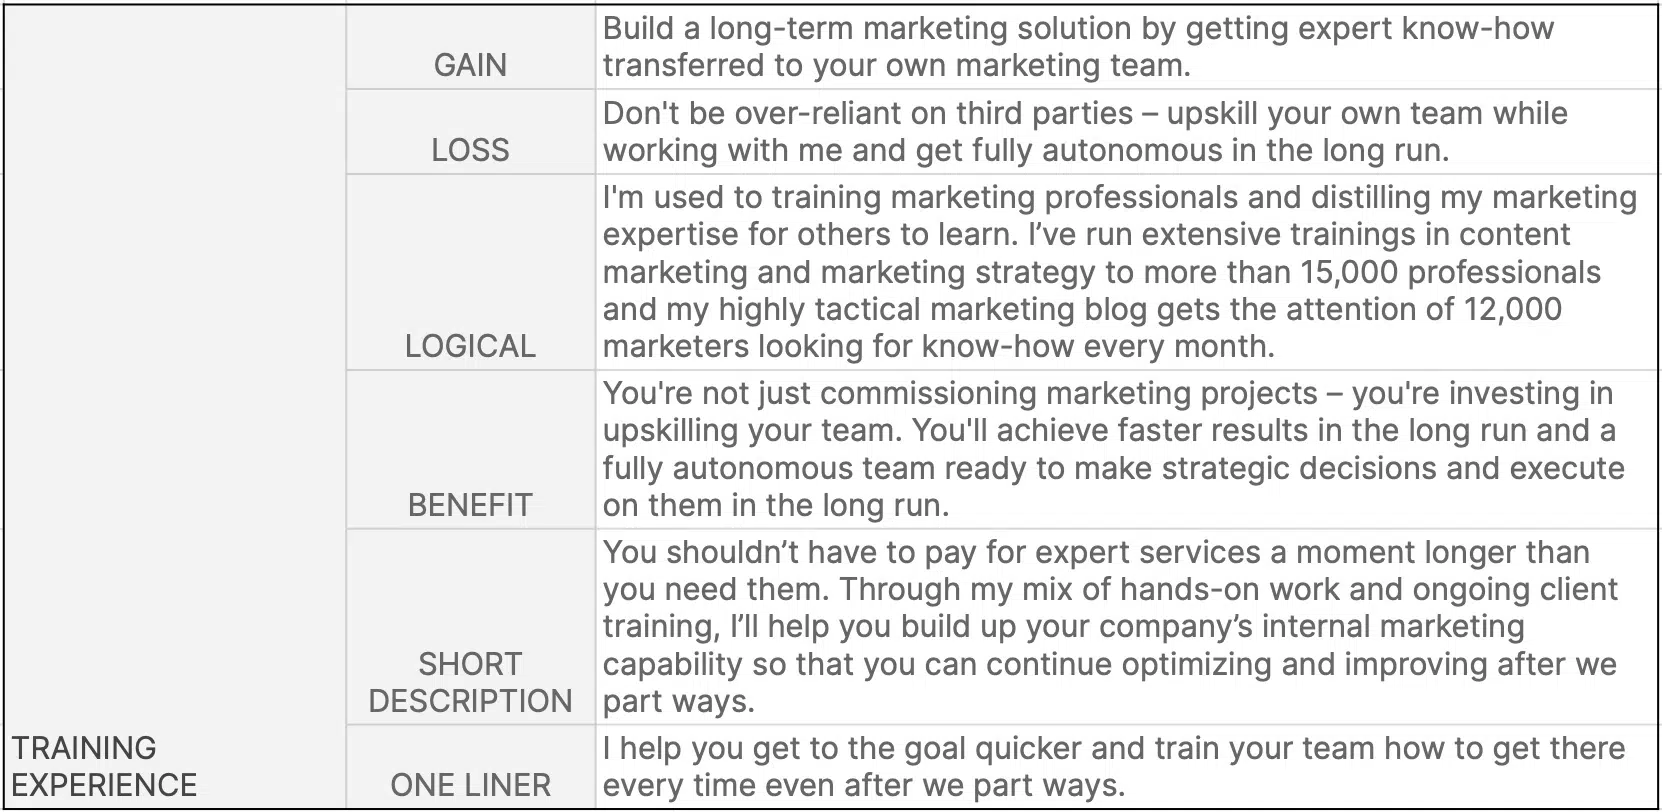 GAIN
Build a long-term marketing solution by getting expert know-how
transferred to your own marketing team.
LOSS
Don't be over-reliant on third parties – upskill your own team while
working with me and get fully autonomous in the long run.
LOGICAL
I'm used to training marketing professionals and distilling my marketing
expertise for others to learn. I’ve run extensive trainings in content
marketing and marketing strategy to more than 15,000 professionals
and my highly tactical marketing blog gets the attention of 12,000
marketers looking for know-how every month.
BENEFIT
You're not just commissioning marketing projects – you're investing in
upskilling your team. You'll achieve faster results in the long run and a
fully autonomous team ready to make strategic decisions and execute
on them in the long run.
SHORT
DESCRIPTION
You shouldn’t have to pay for expert services a moment longer than
you need them. Through my mix of hands-on work and ongoing client
training, I’ll help you build up your company’s internal marketing
capability so that you can continue optimizing and improving after we
part ways.
TRAINING
EXPERIENCE
ONE LINER
I help you get to the goal quicker and train your team how to get there
every time even after we part ways.